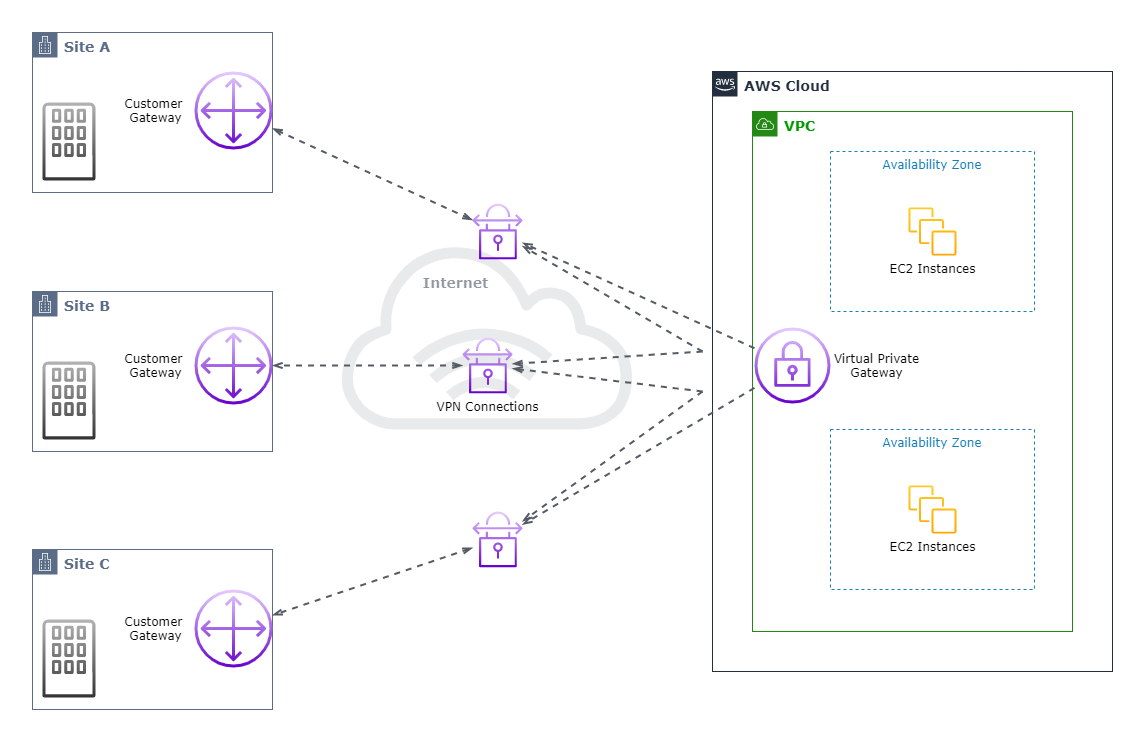 Site A
Customer
Gateway
aws
AWS Cloud
VPC
Availability Zone
EC2 Instances
Internet
Site B
Customer
Gateway
VPN Connections
Virtual Private
Gateway
Availability Zone
EC2 Instances
Site C
Customer
Gateway